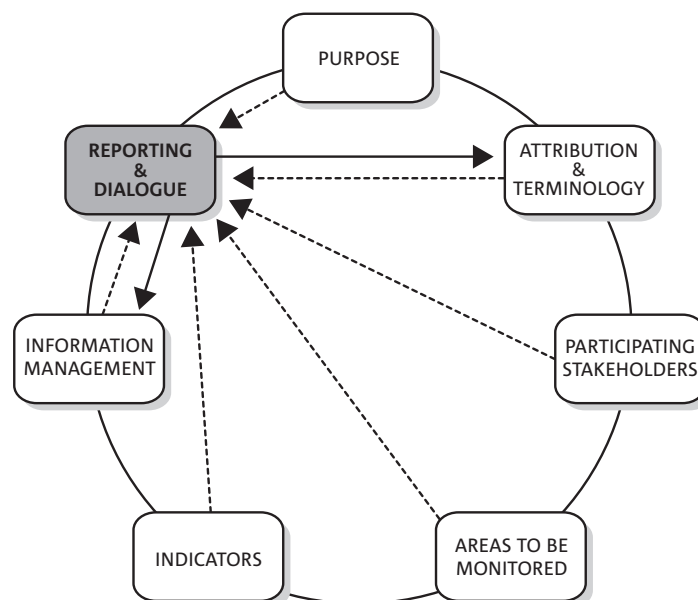 PURPOSE
REPORTING
&
DIALOGUE
ATTRIBUTION
&
TERMINOLOGY
INFORMATION
MANAGEMENT
PARTICIPATING
STAKEHOLDERS
INDICATORS
AREAS TO BE
MONITORED